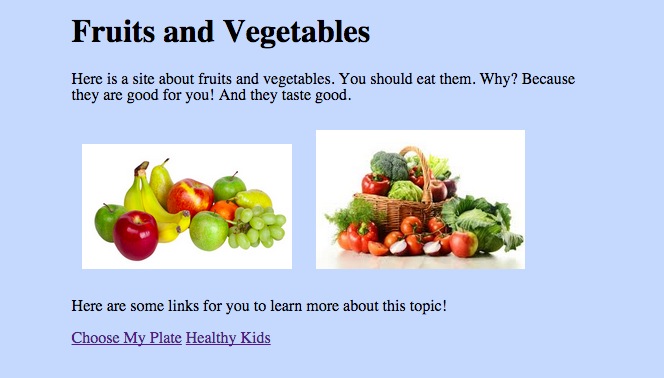 Fruits and Vegetables
Here is a site about fruits and vegetables. You should eat them. Why? Because
they are good for you! And they taste good.
Here are some links for you to learn more about this topic!
Choose My Plate Healthy Kids